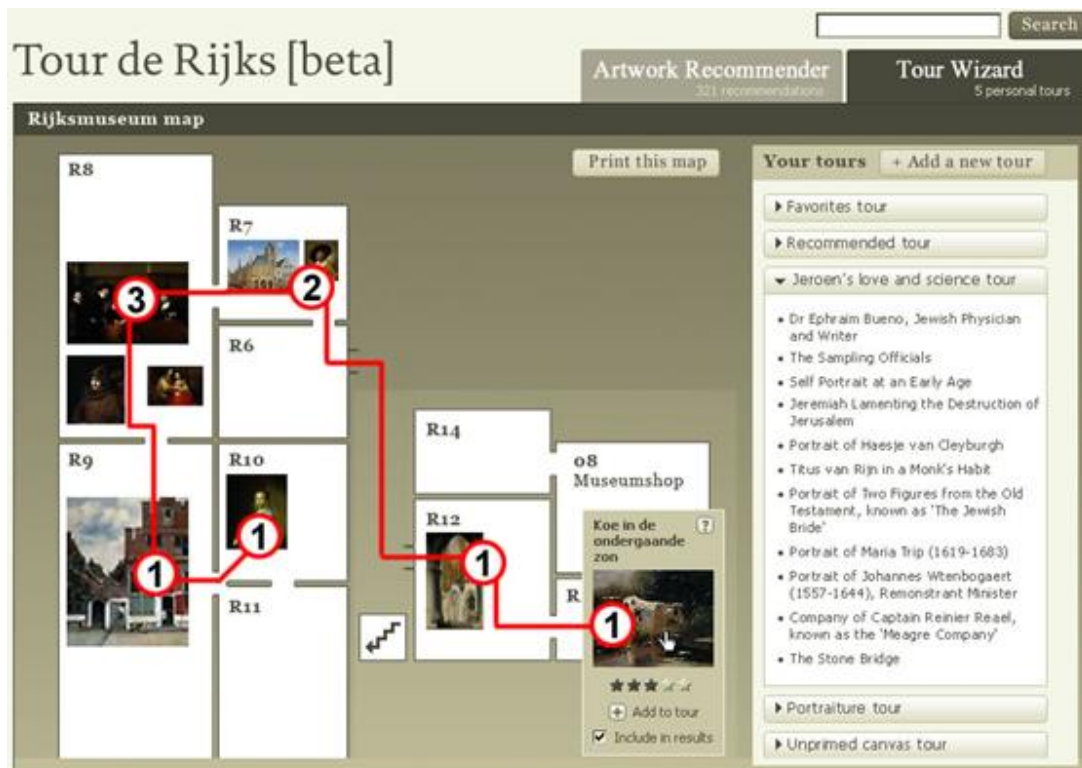 Search
Tour de Rijks [beta]
Artwork Recommender
321 recommendations
Tour Wizard
5 personal tours
Rijksmuseum map
Print this map
Your tours
+ Add a new tour
R8
R7
R6
R9
R10
R11
R14
R12
08
Museumshop
R
3
2
1
1
1
1
Koe in de
ondergaande
zon
?
Add to tour
Include in results
Favorites tour
Recommended tour
Jeroen's love and science tour
• Dr Ephraim Bueno, Jewish Physician
and Writer
• The Sampling Officials
• Self Portrait at an Early Age
• Jeremiah Lamenting the Destruction of
Jerusalem
• Portrait of Haesje van Cleyburgh
• Titus van Rijn in a Monk's Habit
• Portrait of Two Figures from the Old
Testament, known as 'The Jewish
Bride'
• Portrait of Maria Trip (1619-1683)
• Portrait of Johannes Wtenbogaert
(1557-1644), Remonstrant Minister
• Company of Captain Reinier Reael,
known as the 'Meagre Company'
• The Stone Bridge
Portraiture tour
Unprimed canvas tour